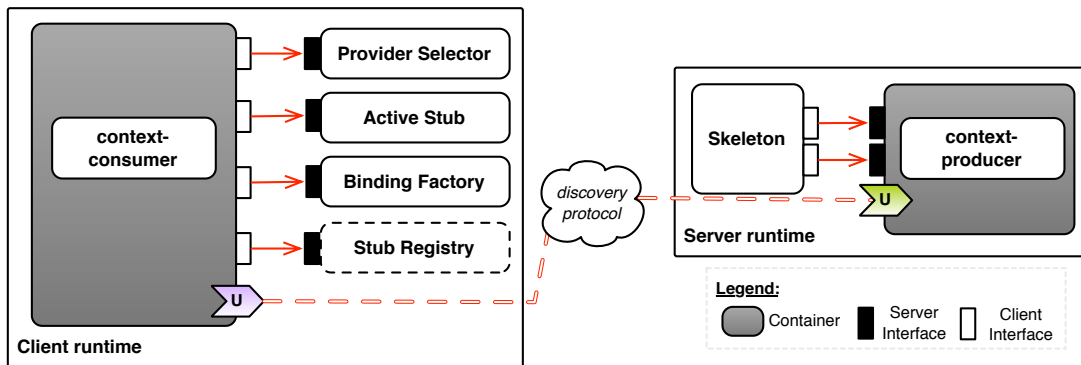 context-
consumer
Provider Selector
Active Stub
Binding Factory
Stub Registry
U
Client runtime
discovery
protocol
Skeleton
context-
producer
U
Server runtime
Legend:
Container
Server
Interface
Client
Interface